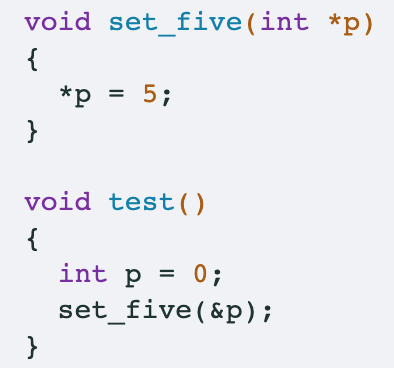 void set_five(int *p)
{
  *p = 5;
}

void test()
{
  int p = 0;
  set_five(&p);
}